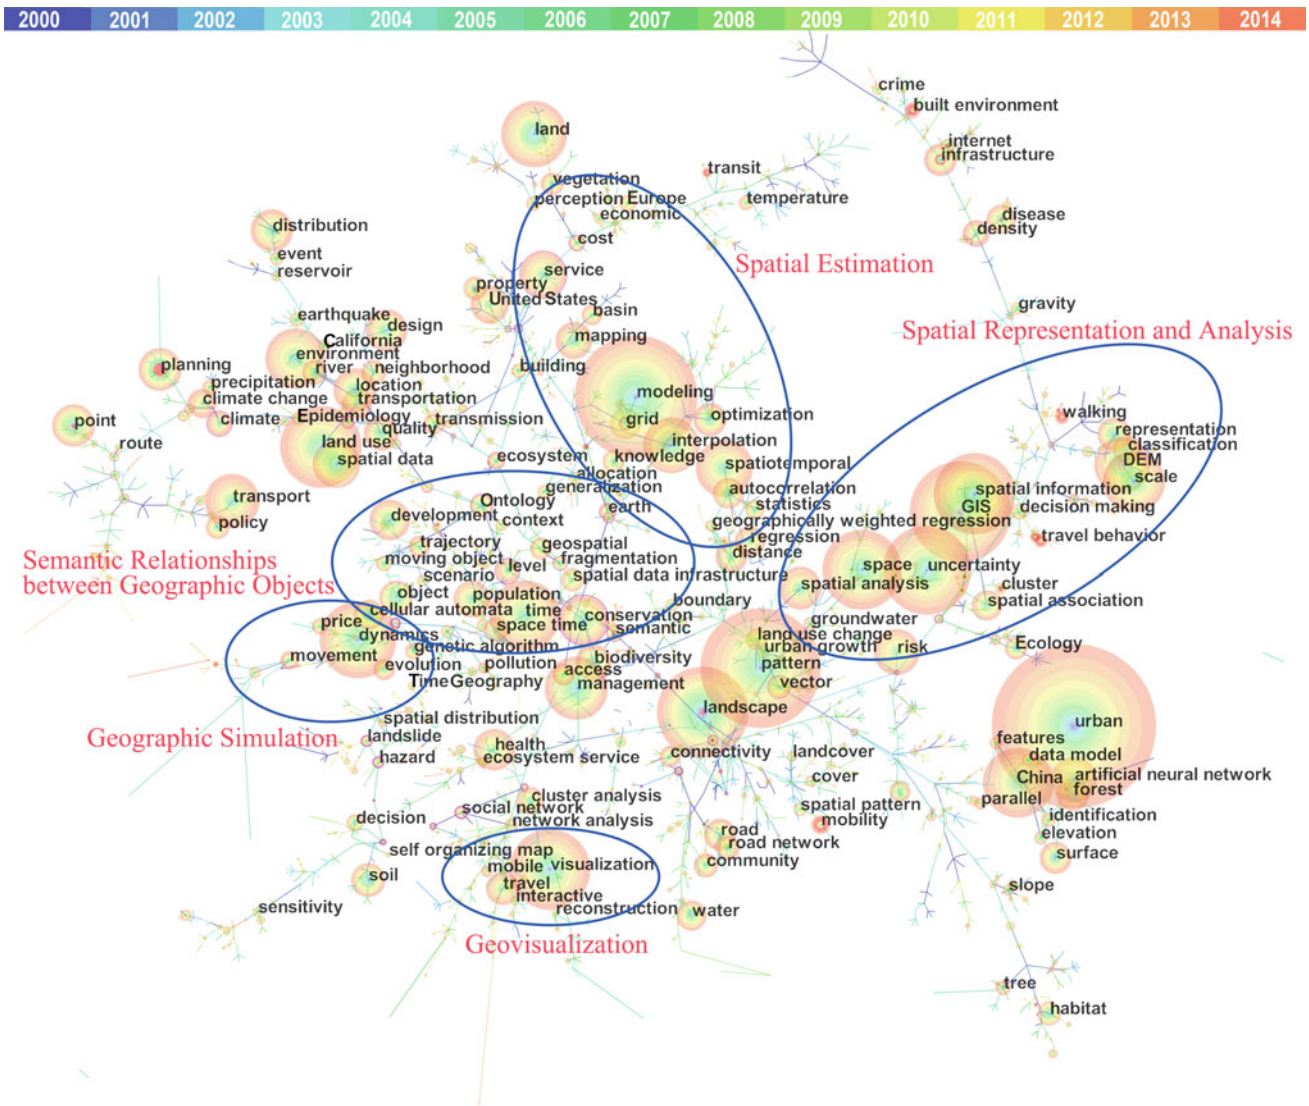 2000 2001 2002 2003 2004 2005 2006 2007 2008 2009 2010 2011 2012 2013 2014
crime
built environment
land
internet
infrastructure
transit
vegetation
perception Europe
temperature
economic
disease
distribution
density
cost
event
Spatial Estimation
reservoir
service
property
United States
gravity
earthquake
basin
design
Spatial Representation and Analysis
California
mapping
environment
planning
river
neighborhood
building
precipitation
location
modeling
climate change
transportation
walking
point
climate
Epidemiology
transmission
grid
optimization
representation
route
land use
quality
interpolation
classification
spatial data
ecosystem
knowledge
spatiotemporal
DEM
allocation
scale
transport
generalization
autocorrelation
spatial information
Ontology
earth
statistics
GIS
decision making
policy
development
context
geographically weighted regression
regression
travel behavior
trajectory
geospatial
distance
Semantic Relationships
between Geographic Objects
moving object
fragmentation
space
uncertainty
scenario
level
spatial data infrastructure
spatial analysis
cluster
object
population
boundary
spatial association
cellular automata
time
conservation
price
space time
semantic
groundwater
dynamics
land use change
genetic algorithm
urban growth
risk
Ecology
movement
evolution
pollution
biodiversity
pattern
access
TimeGeography
management
vector
landscape
spatial distribution
urban
Geographic Simulation
landslide
health
features
hazard
ecosystem service
connectivity
landcover
data model
cover
China
artificial neural network
cluster analysis
parallel
forest
social network
spatial pattern
decision
network analysis
mobility
identification
road
elevation
self organizing map
road network
mobile
visualization
community
surface
soil
travel
slope
interactive
sensitivity
reconstruction
water
Geovisualization
tree
habitat